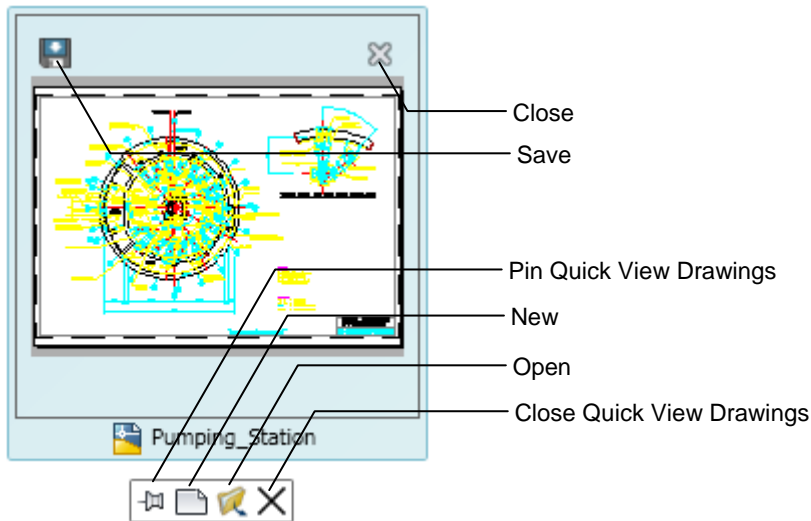 Close
Save
Pin Quick View Drawings
New
Open
Close Quick View Drawings
Pumping_Station